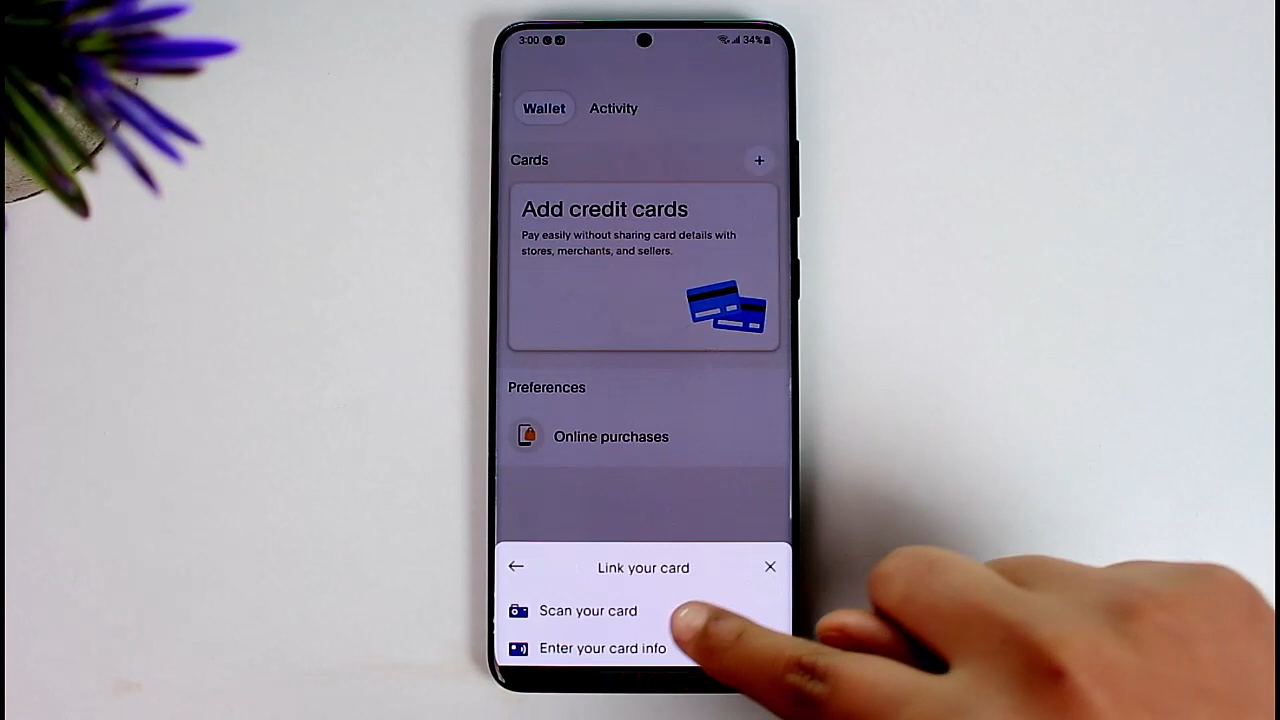 3:00 34%
Wallet Activity
Cards +
Add credit cards
Pay easily without sharing card details with
stores, merchants, and sellers.
Preferences
Online purchases
Link your card
Scan your card
Enter your card info